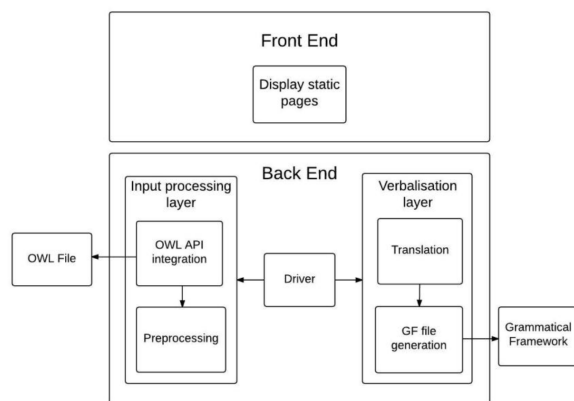 Front End
Display static
pages
Back End
Input processing
layer
Verbalisation
layer
OWL File
OWL API
integration
Driver
Translation
Preprocessing
GF file
generation
Grammatical
Framework